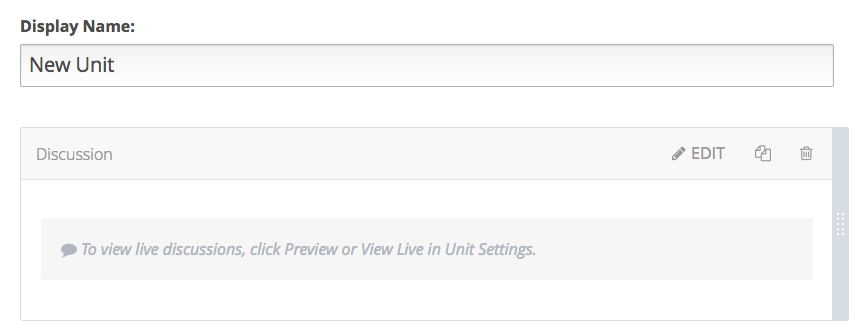 Display Name:
New Unit
Discussion
EDIT
To view live discussions, click Preview or View Live in Unit Settings.